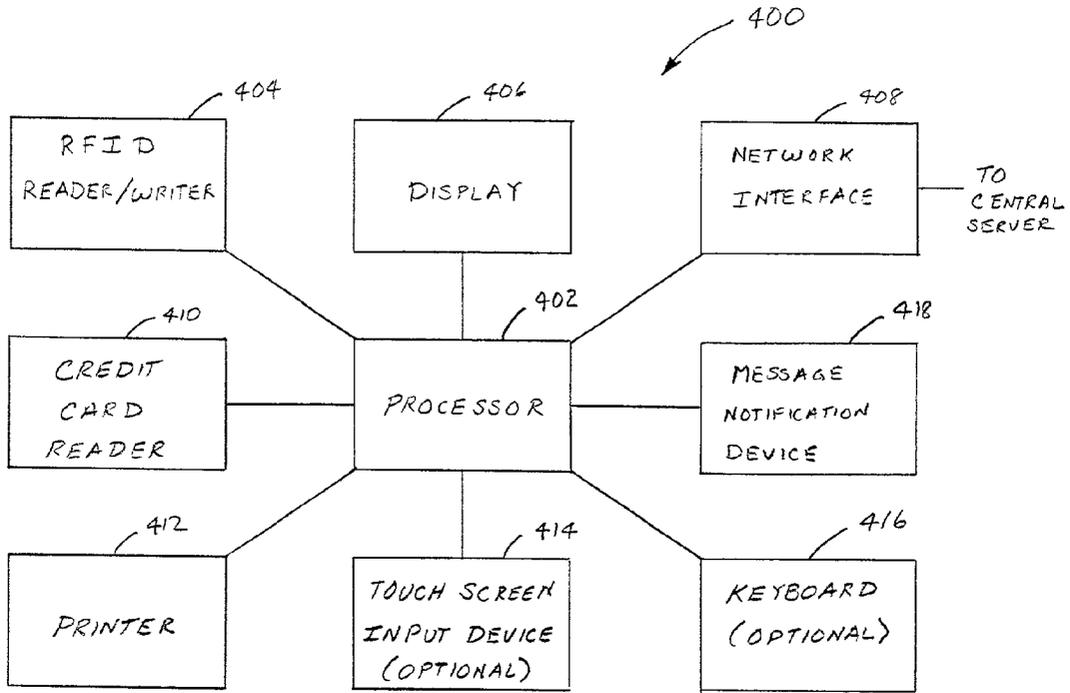 400
404
RFID
READER/WRITER
406
DISPLAY
408
NETWORK
INTERFACE
TO
CENTRAL
SERVER
410
CREDIT
CARD
READER
402
PROCESSOR
418
MESSAGE
NOTIFICATION
DEVICE
412
PRINTER
414
TOUCH SCREEN
INPUT DEVICE
(OPTIONAL)
416
KEYBOARD
(OPTIONAL)